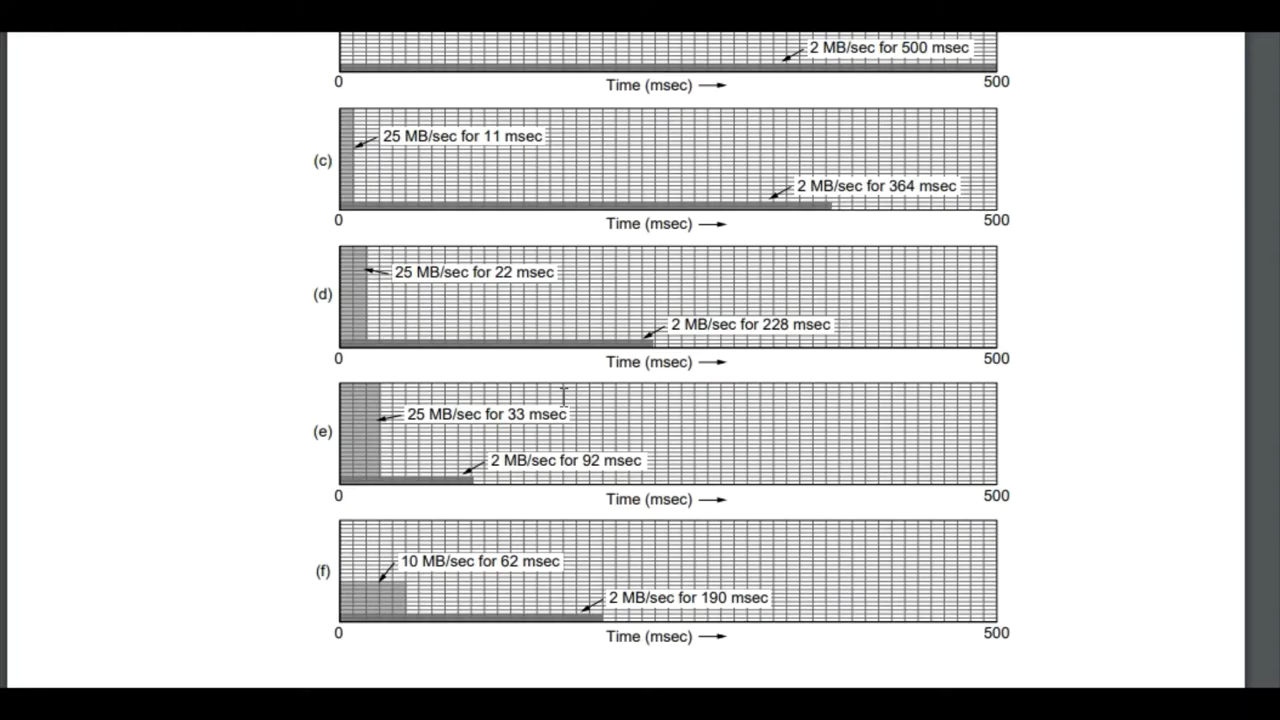 2 MB/sec for 500 msec
0 Time (msec) 500
25 MB/sec for 11 msec
(c)
2 MB/sec for 364 msec
0 Time (msec) 500
25 MB/sec for 22 msec
(d)
2 MB/sec for 228 msec
0 Time (msec) 500
25 MB/sec for 33 msec
(e)
2 MB/sec for 92 msec
0 Time (msec) 500
10 MB/sec for 62 msec
(f)
2 MB/sec for 190 msec
0 Time (msec) 500